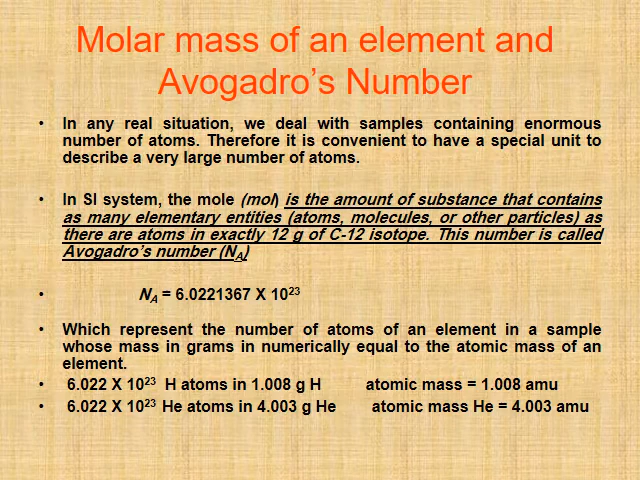 Molar mass of an element and
Avogadro's Number
• In any real situation, we deal with samples containing enormous
number of atoms. Therefore it is convenient to have a special unit to
describe a very large number of atoms.
• In SI system, the mole (mol) is the amount of substance that contains
as many elementary entities (atoms, molecules, or other particles) as
there are atoms in exactly 12 g of C-12 isotope. This number is called
Avogadro's number (N_A)
• N_A = 6.0221367 X 10²³
• Which represent the number of atoms of an element in a sample
whose mass in grams in numerically equal to the atomic mass of an
element.
• 6.022 X 10²³ H atoms in 1.008 g H atomic mass = 1.008 amu
• 6.022 X 10²³ He atoms in 4.003 g He atomic mass He = 4.003 amu